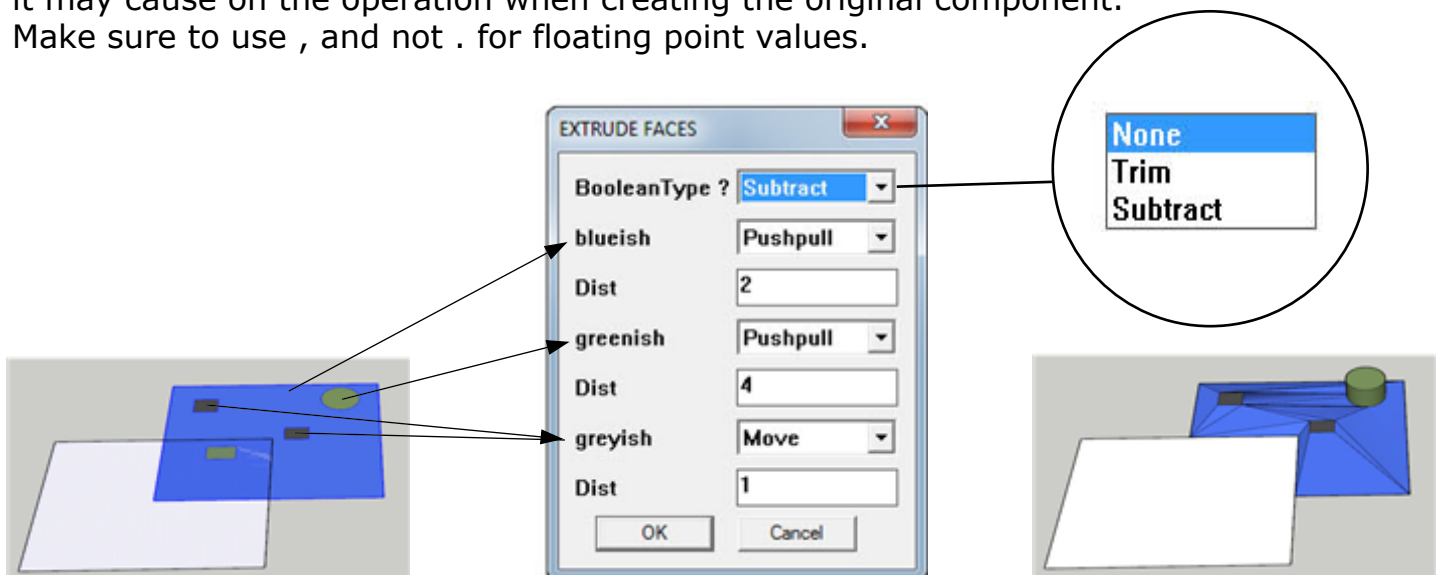 it may cause on the operation when creating the original component.
Make sure to use , and not . for floating point values.
EXTRUDE FACES
x
BooleanType ? Subtract
blueish Pushpull
Dist 2
greenish Pushpull
Dist 4
greyish Move
Dist 1
OK Cancel
None
Trim
Subtract